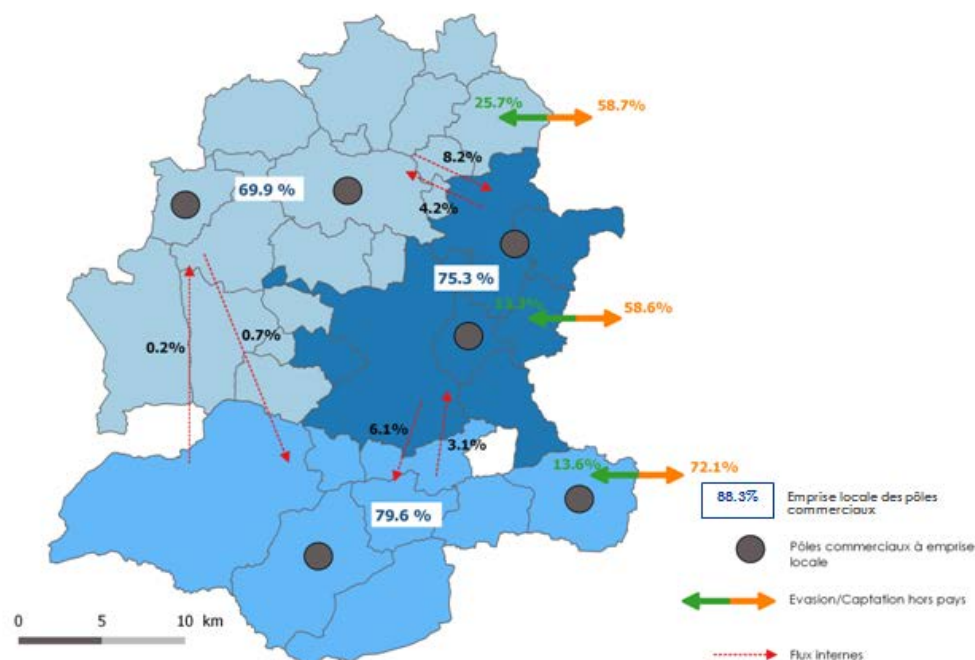 25.7%
58.7%
8.2%
69.9 %
4.2%
75.3 %
58.6%
0.2%
0.7%
6.1%
3.1%
13.6%
72.1%
79.6 %
88.3%
Emprise locale des pôles
commerciaux
Pôles commerciaux à emprise
locale
Evasion/Captation hors pays
Flux internes
0 5 10 km